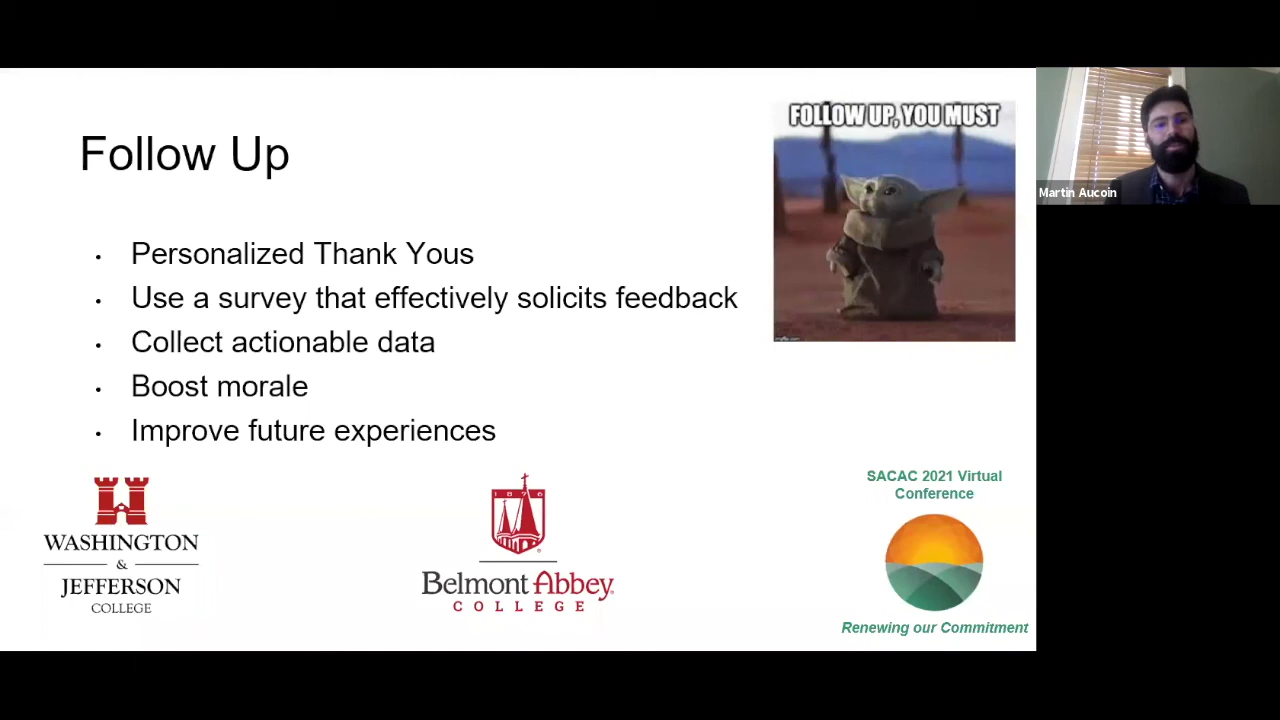 Follow Up
FOLLOW UP, YOU MUST
Martin Aucoin
• Personalized Thank Yous
• Use a survey that effectively solicits feedback
• Collect actionable data
• Boost morale
• Improve future experiences
WASHINGTON
&
JEFFERSON
COLLEGE
1876
Belmont Abbey®
COLLEGE
SACAC 2021 Virtual
Conference
Renewing our Commitment